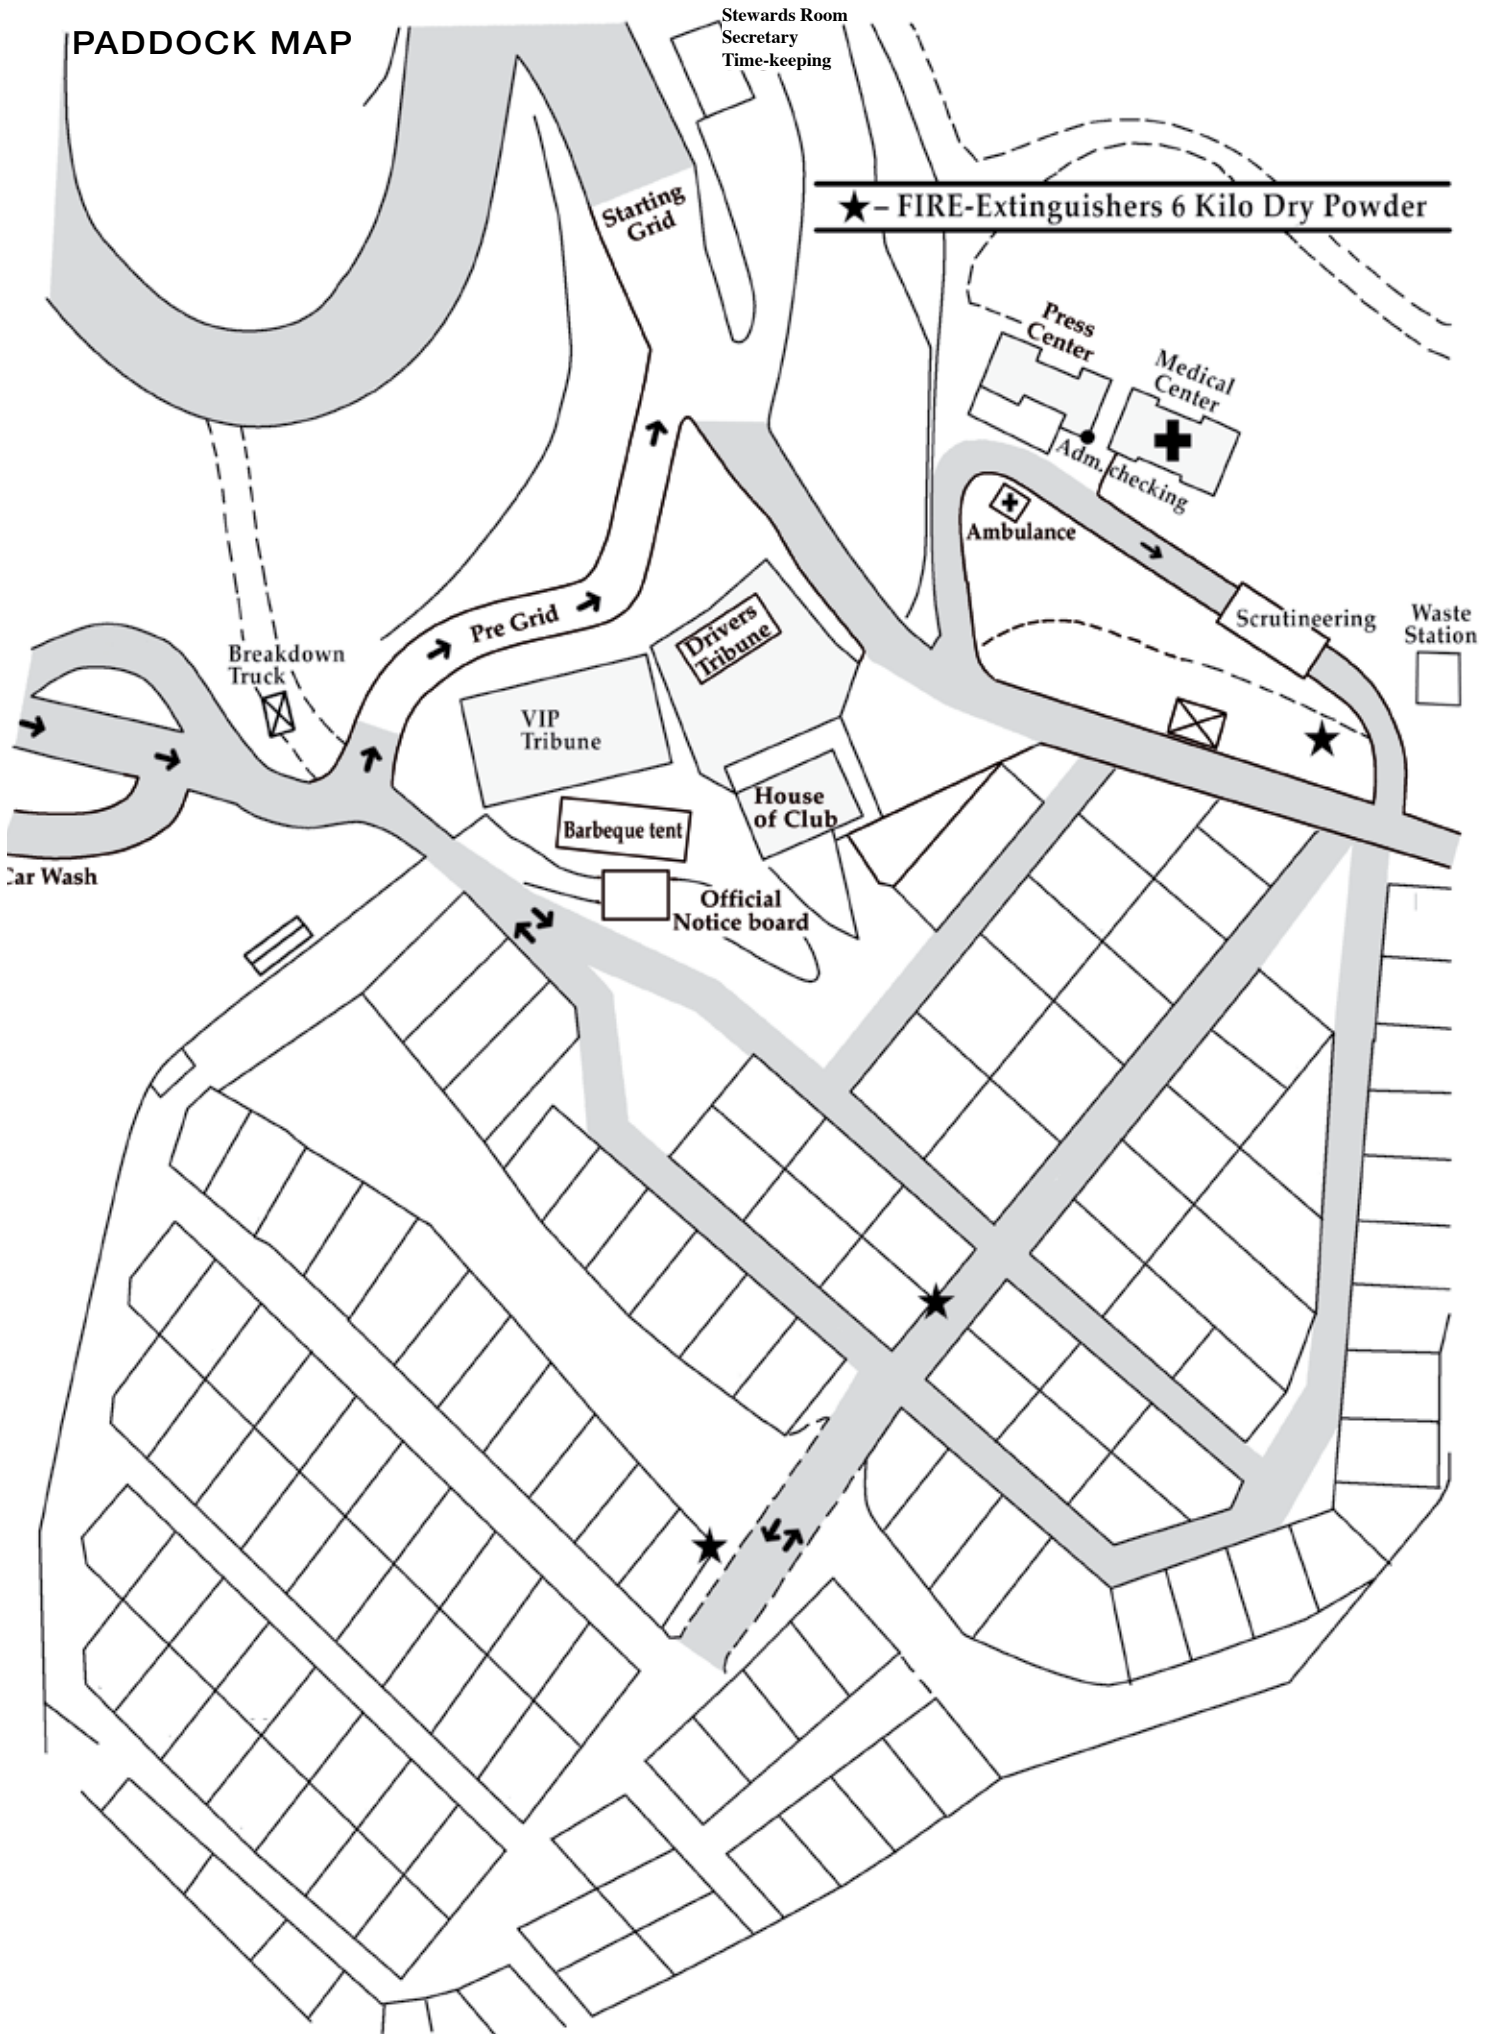 PADDOCK MAP
Stewards Room
Secretary
Time-keeping
Starting
Grid
★– FIRE-Extinguishers 6 Kilo Dry Powder
Press
Center
Medical
Center
Adm. checking
Ambulance
Scrutineering
Waste
Station
Pre Grid
Drivers
Tribune
Breakdown
Truck
VIP
Tribune
House
of Club
Barbeque tent
Car Wash
Official
Notice board